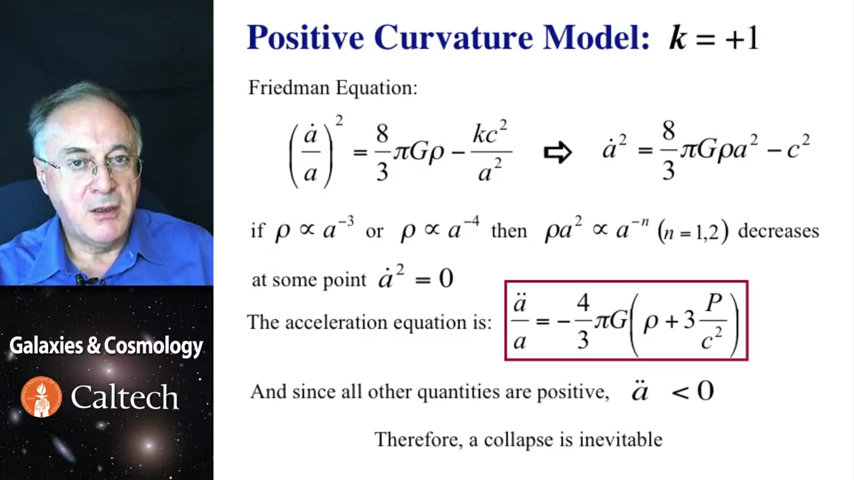 Positive Curvature Model: k = +1
Friedman Equation:
(ȧ/a)² = 8/3 πGρ − kc²/a² ⇨ ȧ² = 8/3 πGρa² − c²
if ρ ∝ a⁻³ or ρ ∝ a⁻⁴ then ρa² ∝ a⁻ⁿ (n = 1,2) decreases
at some point ȧ² = 0
The acceleration equation is: ä/a = −4/3 πG(ρ + 3 P/c²)
And since all other quantities are positive, ä < 0
Therefore, a collapse is inevitable
Galaxies & Cosmology
Caltech